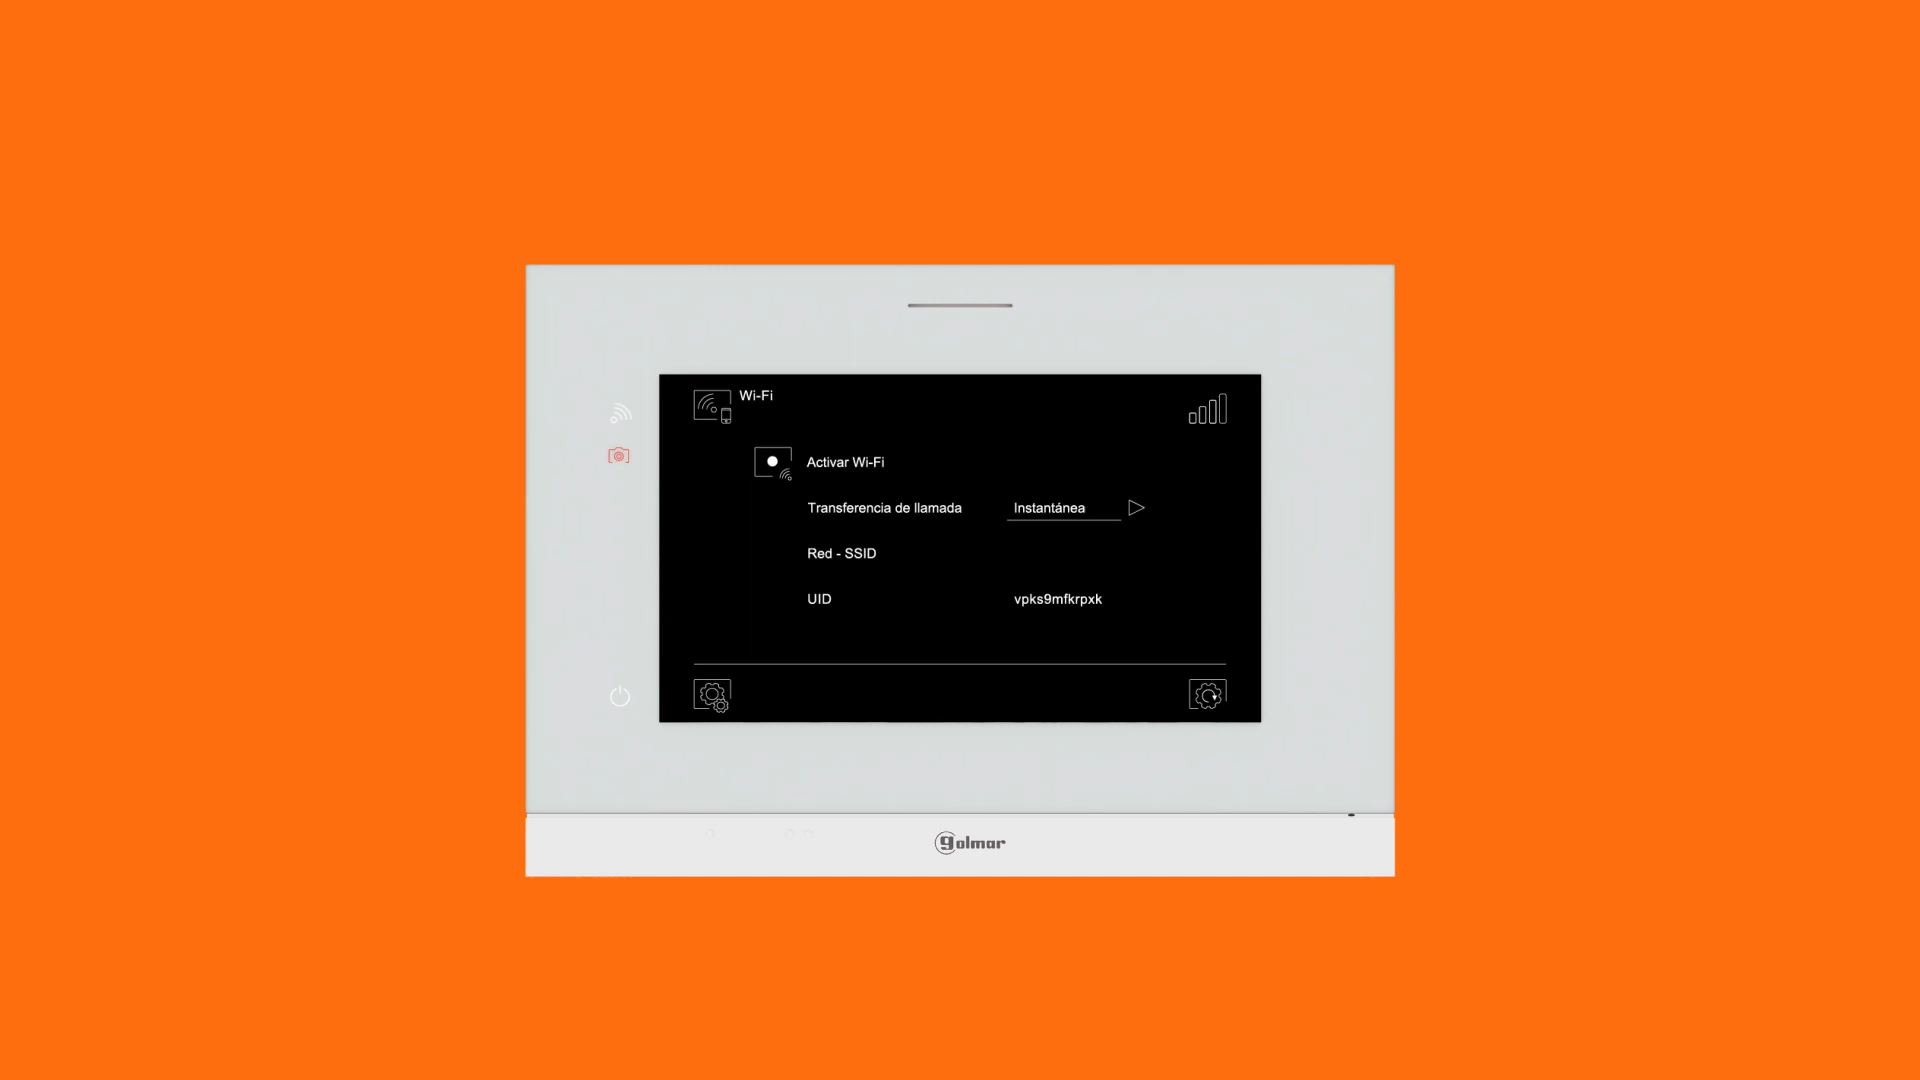 Wi-Fi
Activar Wi-Fi
Transferencia de llamada Instantánea
Red - SSID
UID vpks9mfkrpxk
golmar